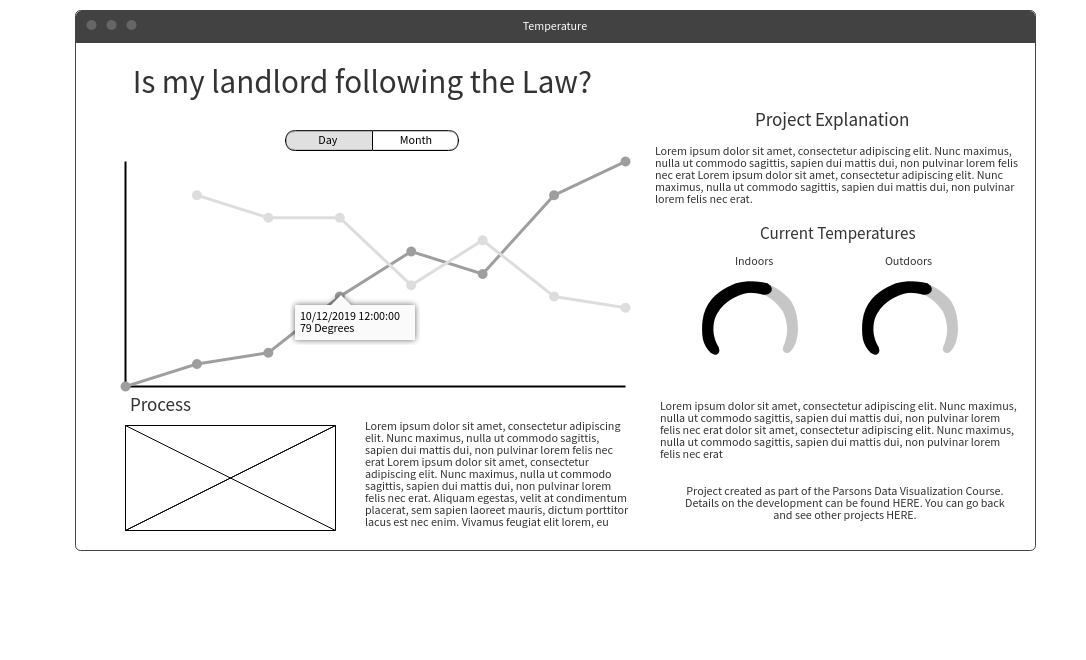 Temperature
Is my landlord following the Law?
Day
Month
10/12/2019 12:00:00
79 Degrees
Process
Lorem ipsum dolor sit amet, consectetur adipiscing
elit. Nunc maximus, nulla ut commodo sagittis,
sapien dui mattis dui, non pulvinar lorem felis nec
erat Lorem ipsum dolor sit amet, consectetur
adipiscing elit. Nunc maximus, nulla ut commodo
sagittis, sapien dui mattis dui, non pulvinar lorem
felis nec erat. Aliquam egestas, velit at condimentum
placerat, sem sapien laoreet mauris, dictum porttitor
lacus est nec enim. Vivamus feugiat elit lorem, eu
Project Explanation
Lorem ipsum dolor sit amet, consectetur adipiscing elit. Nunc maximus,
nulla ut commodo sagittis, sapien dui mattis dui, non pulvinar lorem felis
nec erat Lorem ipsum dolor sit amet, consectetur adipiscing elit. Nunc
maximus, nulla ut commodo sagittis, sapien dui mattis dui, non pulvinar
lorem felis nec erat.
Current Temperatures
Indoors
Outdoors
Lorem ipsum dolor sit amet, consectetur adipiscing elit. Nunc maximus,
nulla ut commodo sagittis, sapien dui mattis dui, non pulvinar lorem
felis nec erat dolor sit amet, consectetur adipiscing elit. Nunc maximus,
nulla ut commodo sagittis, sapien dui mattis dui, non pulvinar lorem
felis nec erat
Project created as part of the Parsons Data Visualization Course.
Details on the development can be found HERE. You can go back
and see other projects HERE.